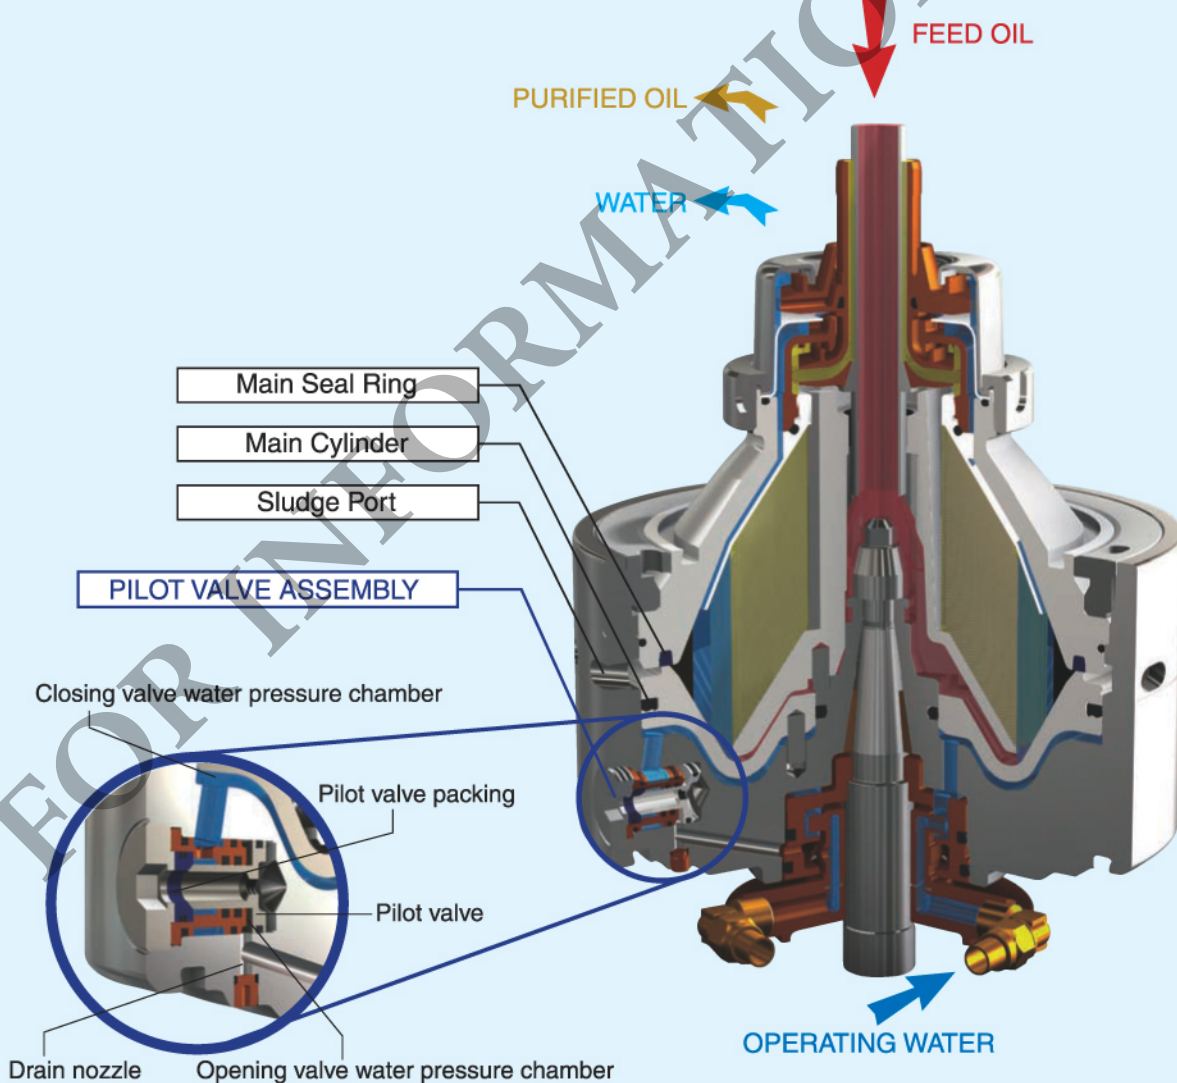 FEED OIL
PURIFIED OIL
WATER
Main Seal Ring
Main Cylinder
Sludge Port
PILOT VALVE ASSEMBLY
Closing valve water pressure chamber
Pilot valve packing
Pilot valve
Drain nozzle
Opening valve water pressure chamber
OPERATING WATER
FOR INFORMATIO